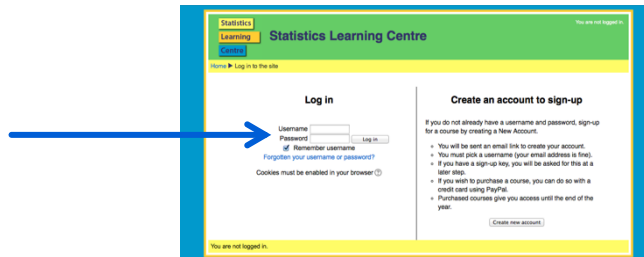 Statistics
Learning
Centre
Statistics Learning Centre
You are not logged in.
Home ▶ Log in to the site
Log in
Username
Password
Log in
Remember username
Forgotten your username or password?
Cookies must be enabled in your browser
Create an account to sign-up
If you do not already have a username and password, sign-up
for a course by creating a New Account.
You will be sent an email link to create your account.
You must pick a username (your email address is fine).
If you have a sign-up key, you will be asked for this at a
later step.
If you wish to purchase a course, you can do so with a
credit card using PayPal.
Purchased courses give you access until the end of the
year.
Create new account
You are not logged in.